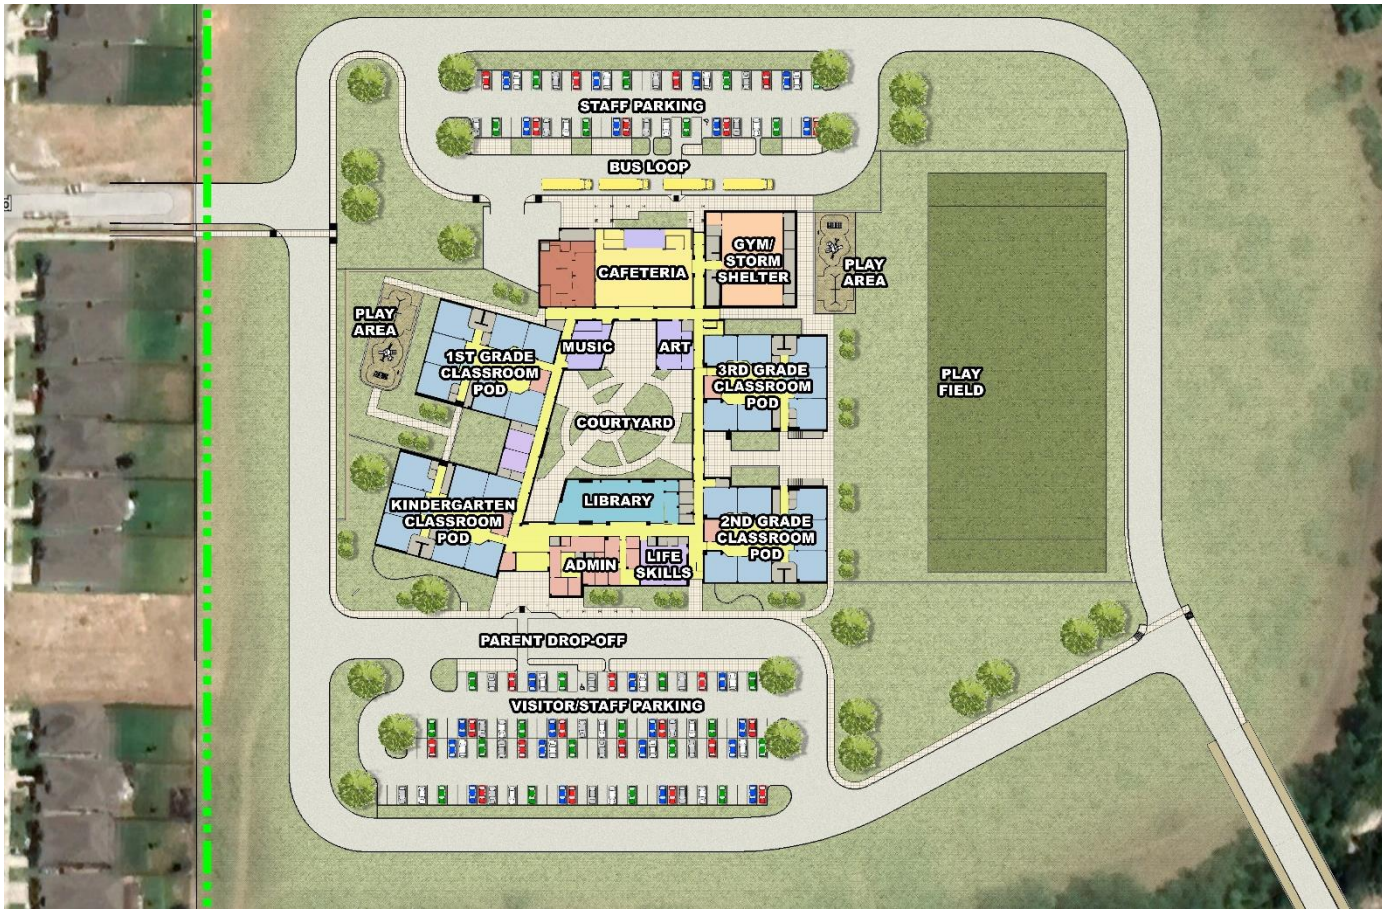 STAFF PARKING
BUS LOOP
CAFETERIA
GYM/
STORM
SHELTER
PLAY
AREA
PLAY
AREA
MUSIC
ART
1ST GRADE
CLASSROOM
POD
3RD GRADE
CLASSROOM
POD
PLAY
FIELD
COURTYARD
LIBRARY
KINDERGARTEN
CLASSROOM
POD
2ND GRADE
CLASSROOM
POD
ADMIN
LIFE
SKILLS
PARENT DROP-OFF
VISITOR/STAFF PARKING